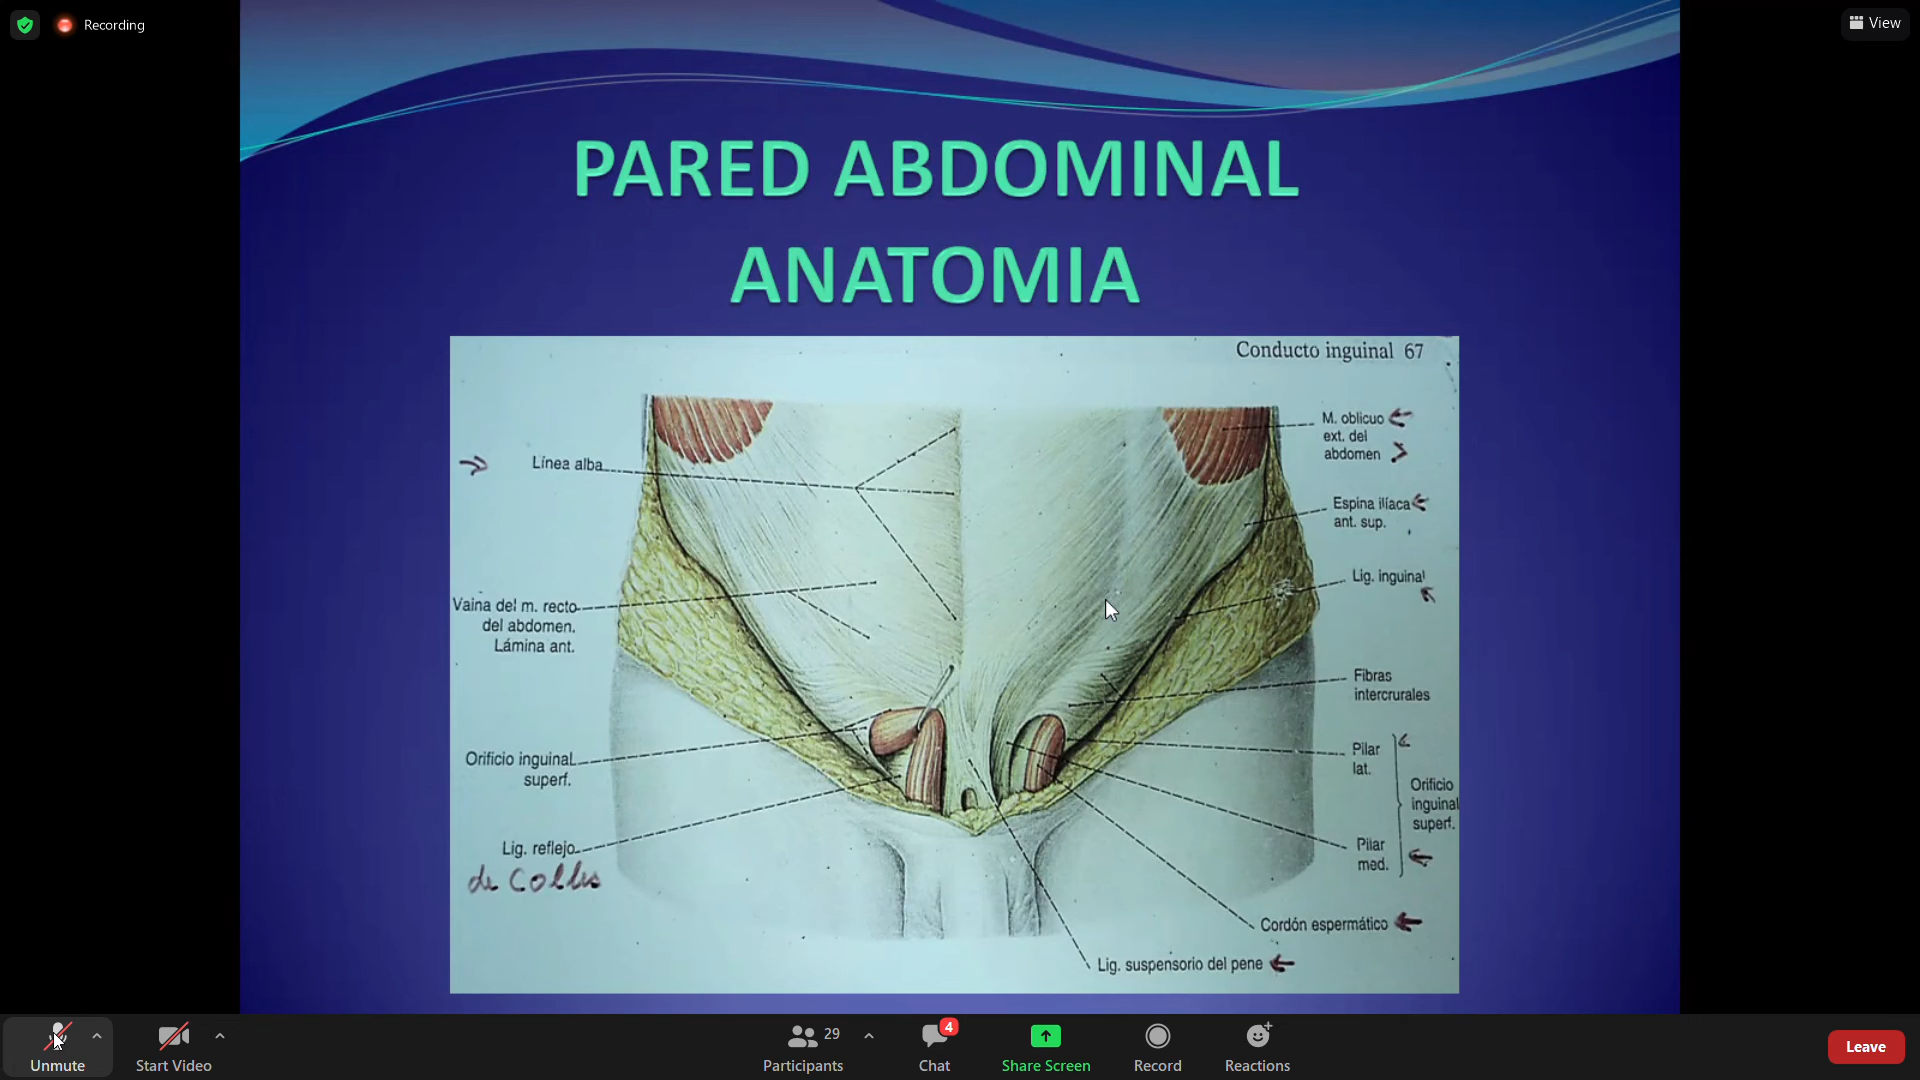 Recording
View
PARED ABDOMINAL
ANATOMIA
Conducto inguinal 67
Línea alba
Vaina del m. recto
del abdomen.
Lámina ant.
Orificio inguinal
superf.
Lig. reflejo
de Colles
M. oblicuo
ext. del
abdomen
Espina ilíaca
ant. sup.
Lig. inguinal
Fibras
intercrurales
Pilar
lat.
Orificio
inguinal
superf.
Pilar
med.
Cordón espermático
Lig. suspensorio del pene
Unmute
Start Video
29
Participants
4
Chat
Share Screen
Record
Reactions
Leave